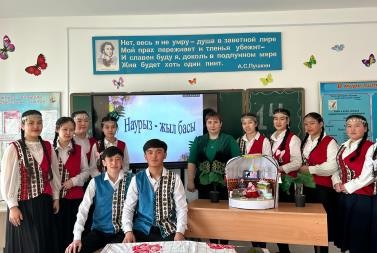 Нет, весь я не умру – душа в заветной лире
Мой прах переживет и тленья убежит–
И славен буду я, доколь в подлунном мире
Жив будет хоть один пиит.
А.С.Пушкин
Наурыз - жыл басы